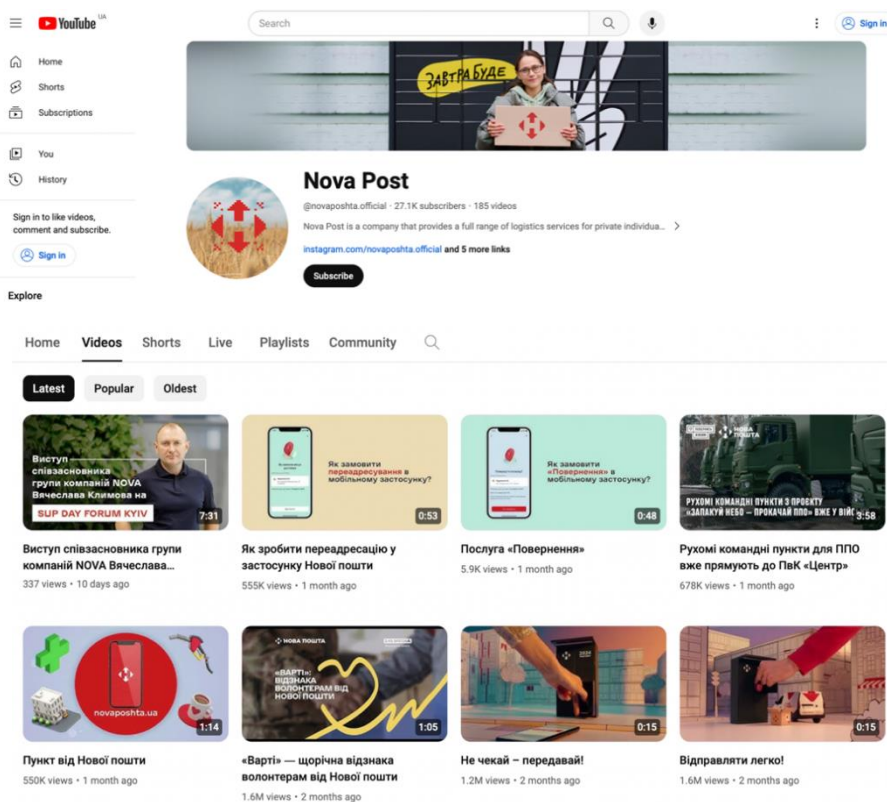 YouTube UA
Search
Sign in
Home
Shorts
Subscriptions
You
History
Sign in to like videos,
comment and subscribe.
Sign in
Explore
ЗАВТРА БУДЕ
Nova Post
@novaposhta.official · 27.1K subscribers · 185 videos
Nova Post is a company that provides a full range of logistics services for private individua...
instagram.com/novaposhta.official and 5 more links
Subscribe
Home Videos Shorts Live Playlists Community
Latest Popular Oldest
Виступ
співзасновника
групи компаній NOVA
Вячеслава Климова на
SUP DAY FORUM KYIV
7:31
Виступ співзасновника групи
компаній NOVA Вячеслава...
337 views • 10 days ago
Як замовити
переадресування в
мобільному застосунку?
0:53
Як зробити переадресацію у
застосунку Нової пошти
555K views • 1 month ago
Як замовити
«Повернення» в
мобільному застосунку?
0:48
Послуга «Повернення»
5.9K views • 1 month ago
НОВА
ПОШТА
РУХОМІ КОМАНДНІ ПУНКТИ З ПРОЄКТУ
«ЗАПАКУЙ НЕБО — ПРОКАЧАЙ ППО» ВЖЕ У
3:58
Рухомі командні пункти для ППО
вже прямують до ПвК «Центр»
678K views • 1 month ago
novaposhta.ua
1:14
Пункт від Нової пошти
550K views • 1 month ago
НОВА ПОШТА
«ВАРТІ»:
ВІДЗНАКА
ВОЛОНТЕРАМ ВІД
НОВОЇ ПОШТИ
1:05
«Варті» — щорічна відзнака
волонтерам від Нової пошти
1.6M views • 2 months ago
0:15
Не чекай – передавай!
1.2M views • 2 months ago
0:15
Відправляти легко!
1.6M views • 2 months ago